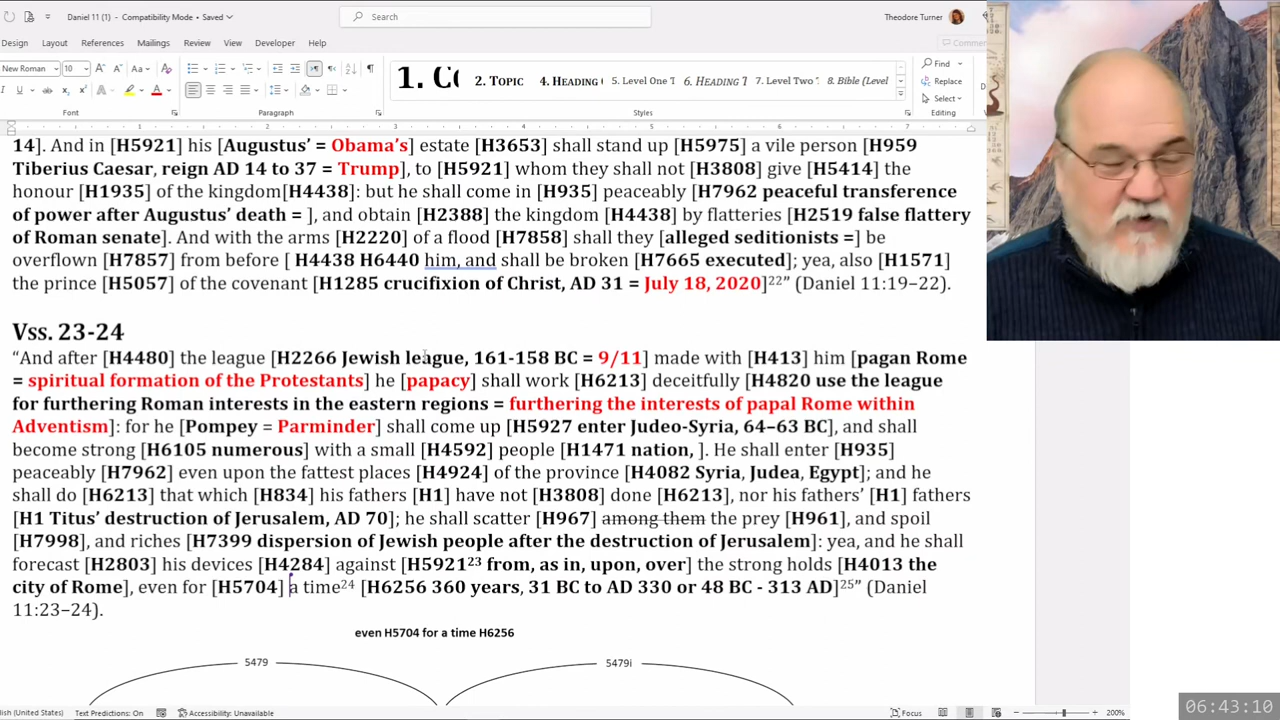 Daniel 11 (1) - Compatibility Mode • Saved
Search
Theodore Turner
Design Layout References Mailings Review View Developer Help
New Roman 10
1. Cc 2. TOPIC 4. HEADING 5. Level One 6. HEADING 7. Level Two 8. Bible (Level
Find
Replace
Select
Font Paragraph Styles Editing
1 2 3 4 5 6 7
14]. And in [H5921] his [Augustus’ = Obama’s] estate [H3653] shall stand up [H5975] a vile person [H959
Tiberius Caesar, reign AD 14 to 37 = Trump], to [H5921] whom they shall not [H3808] give [H5414] the
honour [H1935] of the kingdom[H4438]: but he shall come in [H935] peaceably [H7962 peaceful transference
of power after Augustus’ death = ], and obtain [H2388] the kingdom [H4438] by flatteries [H2519 false flattery
of Roman senate]. And with the arms [H2220] of a flood [H7858] shall they [alleged seditionists =] be
overflown [H7857] from before [ H4438 H6440 him, and shall be broken [H7665 executed]; yea, also [H1571]
the prince [H5057] of the covenant [H1285 crucifixion of Christ, AD 31 = July 18, 2020]22” (Daniel 11:19–22).
Vss. 23-24
“And after [H4480] the league [H2266 Jewish league, 161-158 BC = 9/11] made with [H413] him [pagan Rome
= spiritual formation of the Protestants] he [papacy] shall work [H6213] deceitfully [H4820 use the league
for furthering Roman interests in the eastern regions = furthering the interests of papal Rome within
Adventism]: for he [Pompey = Parminder] shall come up [H5927 enter Judeo-Syria, 64–63 BC], and shall
become strong [H6105 numerous] with a small [H4592] people [H1471 nation, ]. He shall enter [H935]
peaceably [H7962] even upon the fattest places [H4924] of the province [H4082 Syria, Judea, Egypt]; and he
shall do [H6213] that which [H834] his fathers [H1] have not [H3808] done [H6213], nor his fathers’ [H1] fathers
[H1 Titus’ destruction of Jerusalem, AD 70]; he shall scatter [H967] among them the prey [H961], and spoil
[H7998], and riches [H7399 dispersion of Jewish people after the destruction of Jerusalem]: yea, and he shall
forecast [H2803] his devices [H4284] against [H592123 from, as in, upon, over] the strong holds [H4013 the
city of Rome], even for [H5704] a time24 [H6256 360 years, 31 BC to AD 330 or 48 BC - 313 AD]25” (Daniel
11:23–24).
even H5704 for a time H6256
5479 5479i
lish (United States) Text Predictions: On Accessibility: Unavailable Focus 200%
06:43:10